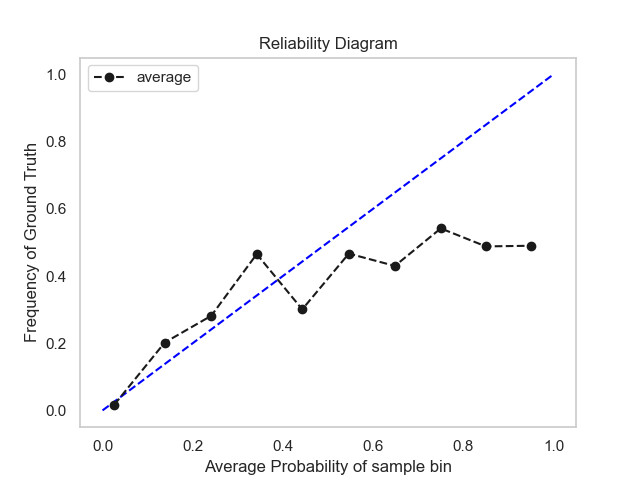 Reliability Diagram
average
Frequency of Ground Truth
1.0
0.8
0.6
0.4
0.2
0.0
0.0 0.2 0.4 0.6 0.8 1.0
Average Probability of sample bin